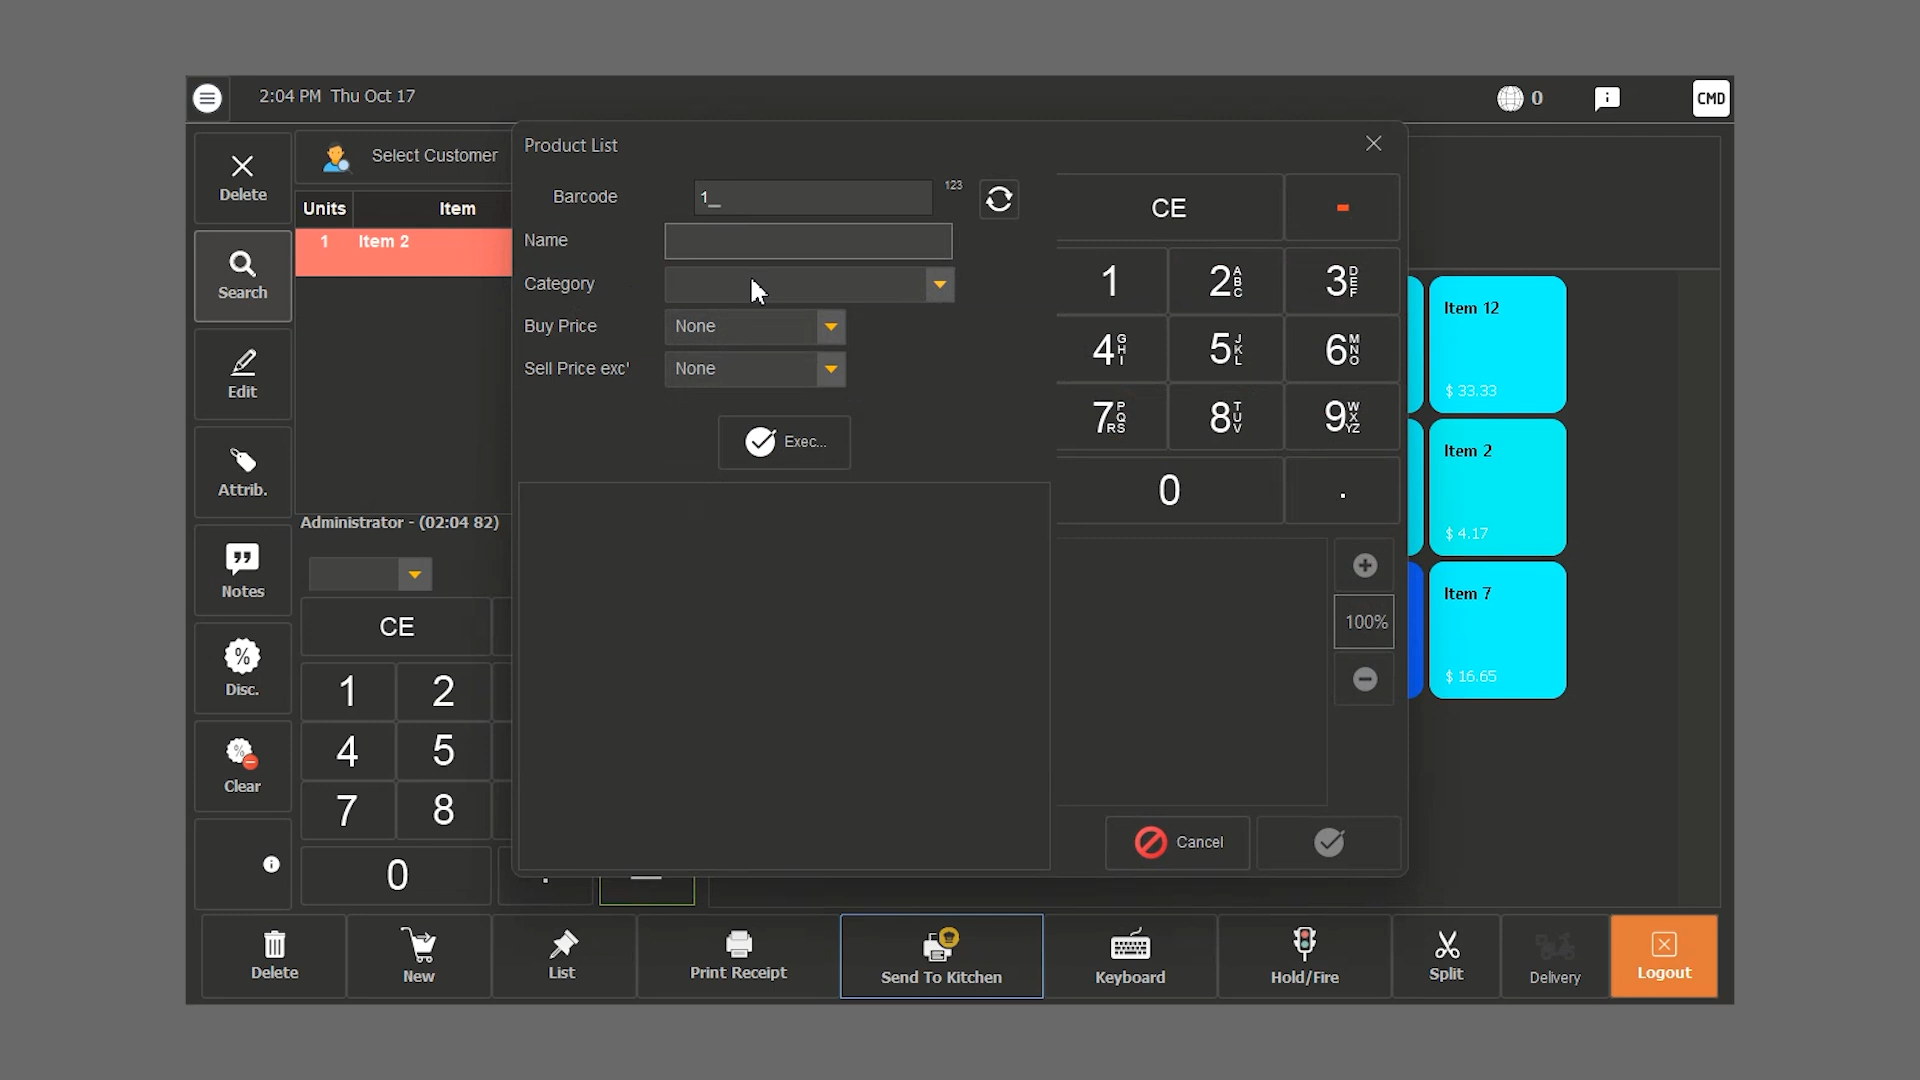 2:04 PM Thu Oct 17
0
CMD
Delete
Search
Edit
Attrib.
Notes
Disc.
Clear
Select Customer
Units Item
1 Item 2
Administrator - (02:04 82)
CE
1 2
4 5
7 8
0 .
Product List
Barcode 1_ 123
Name
Category
Buy Price None
Sell Price exc' None
Exec...
CE -
1 2ABC 3DEF
4GHI 5JKL 6MNO
7PQRS 8TUV 9WXYZ
0 .
100%
Cancel
Item 12
$ 33.33
Item 2
$ 4.17
Item 7
$ 16.65
Delete
New
List
Print Receipt
Send To Kitchen
Keyboard
Hold/Fire
Split
Delivery
Logout